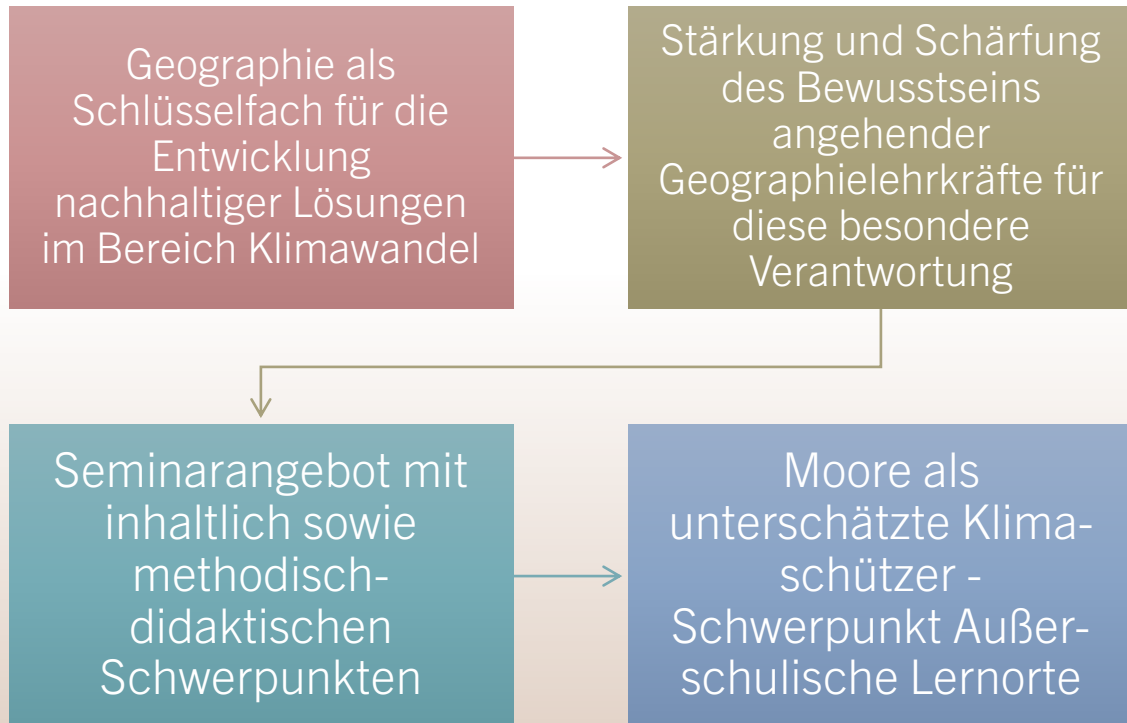 Geographie als
Schlüsselfach für die
Entwicklung
nachhaltiger Lösungen
im Bereich Klimawandel
Stärkung und Schärfung
des Bewusstseins
angehender
Geographielehrkräfte für
diese besondere
Verantwortung
Seminarangebot mit
inhaltlich sowie
methodisch-
didaktischen
Schwerpunkten
Moore als
unterschätzte Klima-
schützer -
Schwerpunkt Außer-
schulische Lernorte